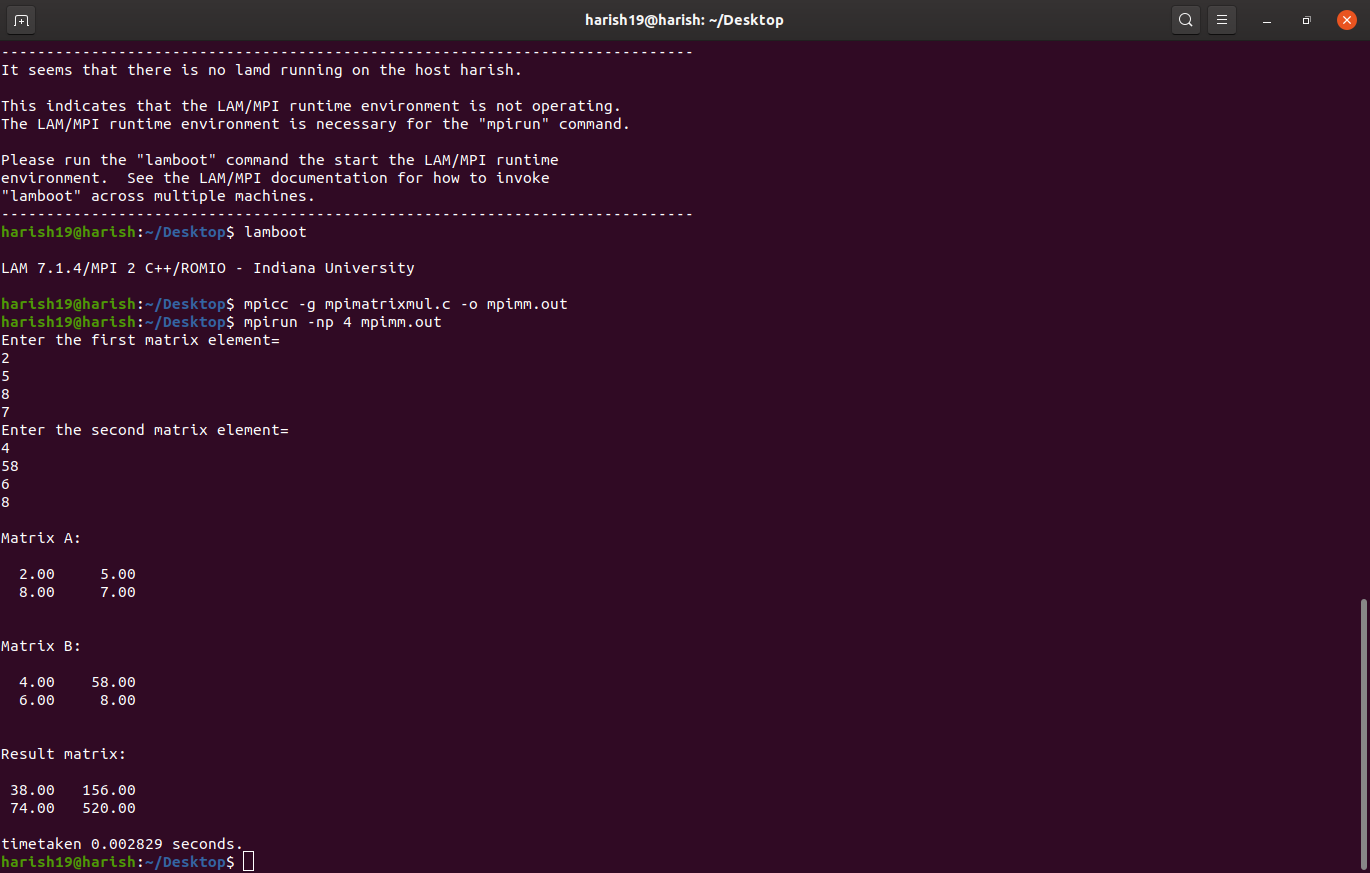 harish19@harish: ~/Desktop
-----------------------------------------------------------------------------
It seems that there is no lamd running on the host harish.
This indicates that the LAM/MPI runtime environment is not operating.
The LAM/MPI runtime environment is necessary for the "mpirun" command.
Please run the "lamboot" command the start the LAM/MPI runtime
environment.  See the LAM/MPI documentation for how to invoke
"lamboot" across multiple machines.
-----------------------------------------------------------------------------
harish19@harish:~/Desktop$ lamboot
LAM 7.1.4/MPI 2 C++/ROMIO - Indiana University
harish19@harish:~/Desktop$ mpicc -g mpimatrixmul.c -o mpimm.out
harish19@harish:~/Desktop$ mpirun -np 4 mpimm.out
Enter the first matrix element=
2
5
8
7
Enter the second matrix element=
4
58
6
8
Matrix A:
  2.00     5.00
  8.00     7.00
Matrix B:
  4.00    58.00
  6.00     8.00
Result matrix:
 38.00   156.00
 74.00   520.00
timetaken 0.002829 seconds.
harish19@harish:~/Desktop$